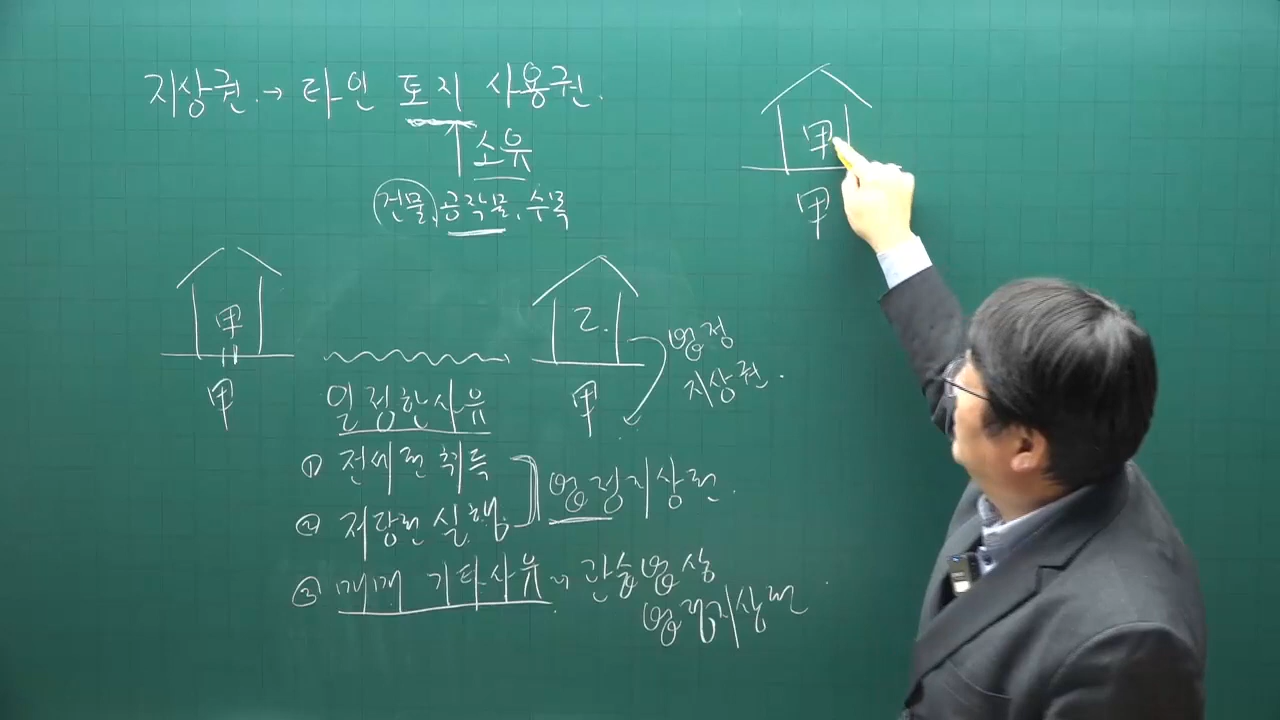 지상권. → 타인 토지 사용권.
소유
건물, 공작물, 수목
甲
甲
甲
甲
乙.
甲
법정
지상권.
일정한 사유
① 전세권 취득
② 저당권 실행
법정지상권.
③ 매매 기타사유 〃 관습법상
법정지상권